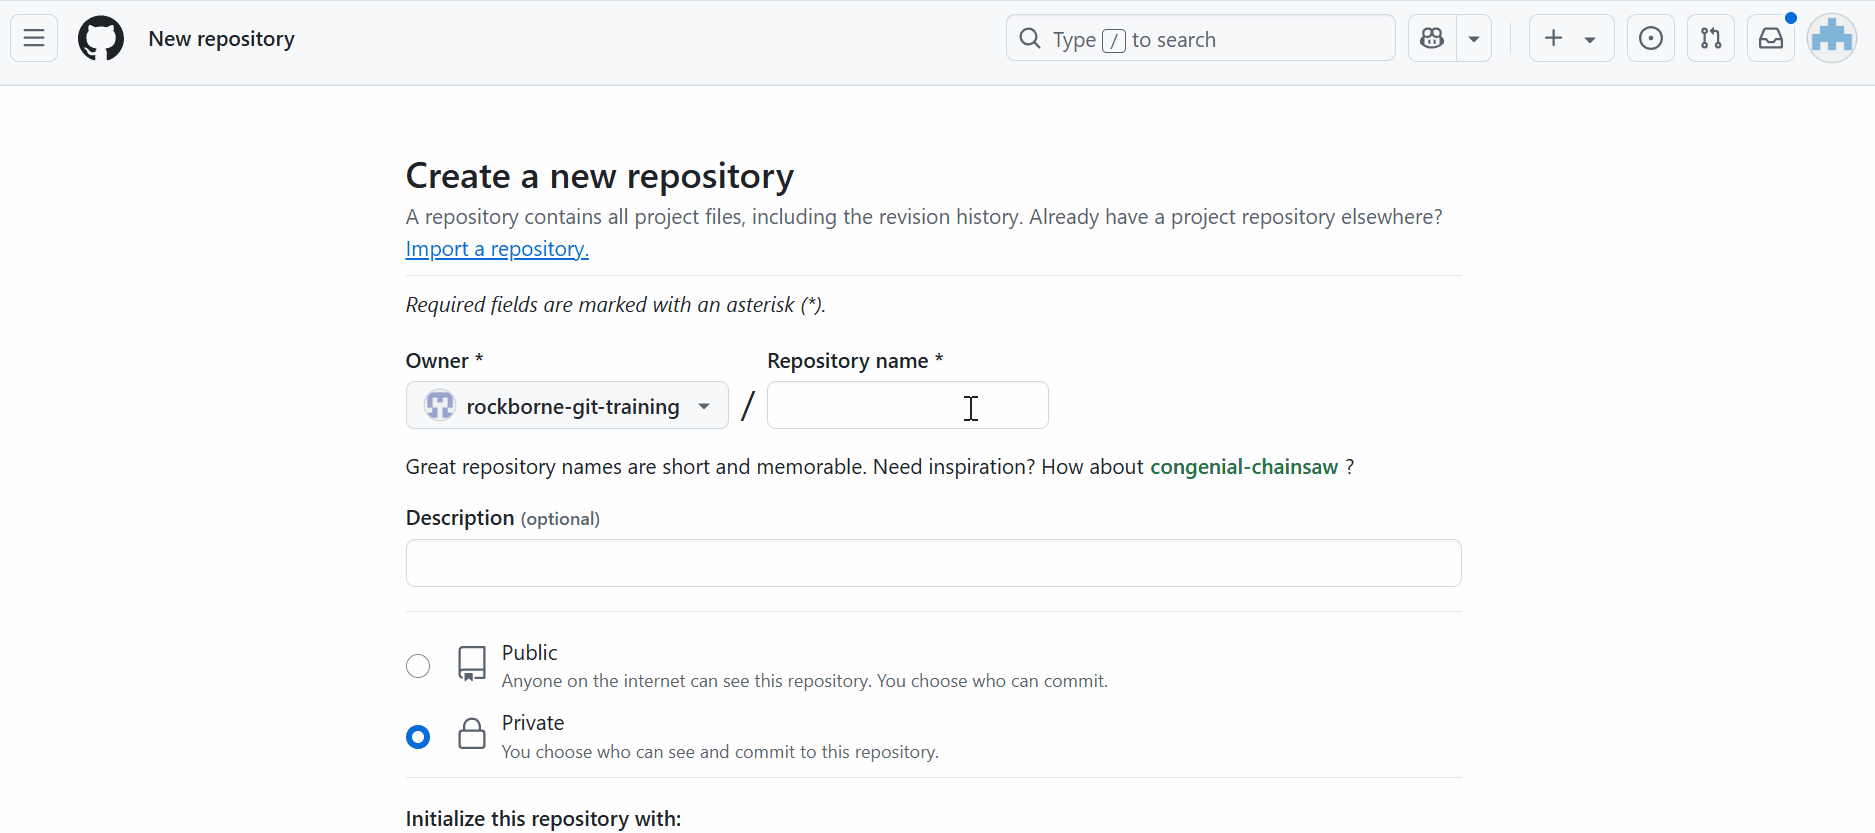 New repository
Type / to search
Create a new repository
A repository contains all project files, including the revision history. Already have a project repository elsewhere?
Import a repository.
Required fields are marked with an asterisk (*).
Owner * Repository name *
rockborne-git-training /
Great repository names are short and memorable. Need inspiration? How about congenial-chainsaw ?
Description (optional)
Public
Anyone on the internet can see this repository. You choose who can commit.
Private
You choose who can see and commit to this repository.
Initialize this repository with: